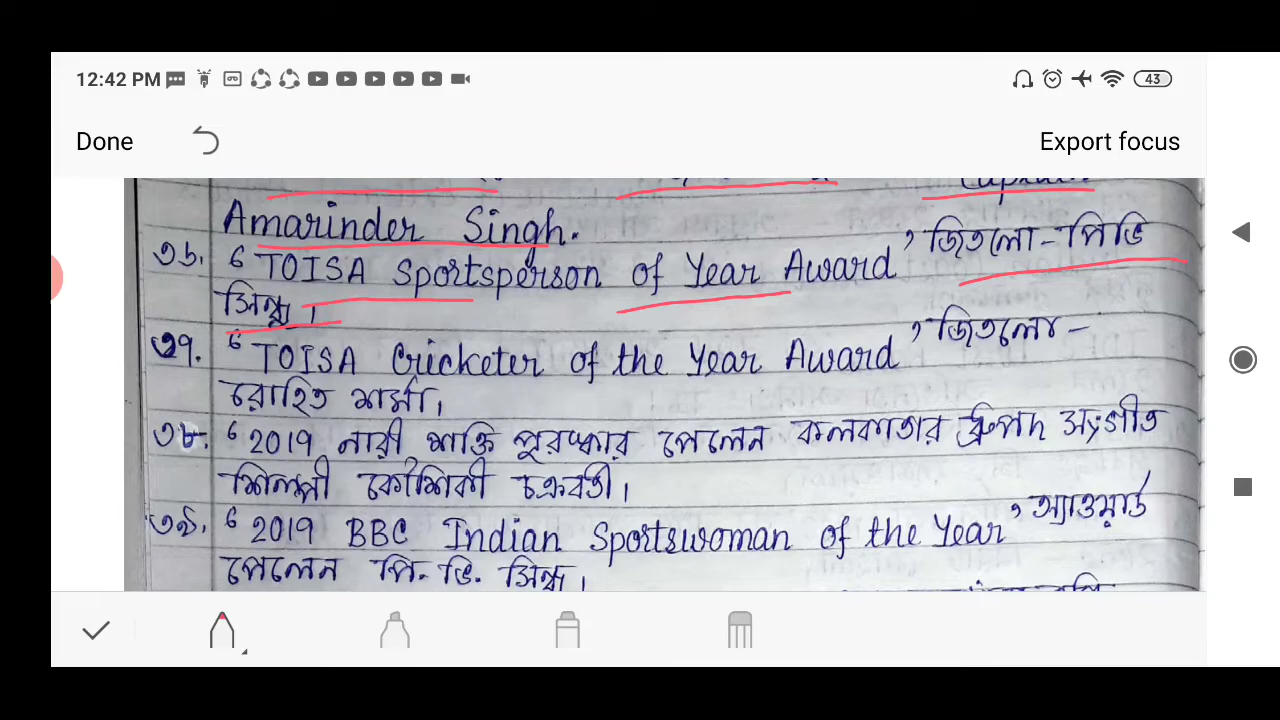 12:42 PM 43
Done Export focus
Captain
Amarinder Singh.
৩৬. ‘TOISA Sportsperson of Year Award’ জিতলো - পিভি
সিন্ধু।
৩৭. ‘TOISA Cricketer of the Year Award’ জিতলো -
রোহিত শর্মা।
৩৮. ‘2019 নারী শক্তি পুরস্কার পেলেন কলকাতার ধ্রুপদ সংগীত
শিল্পী কৌশিকী চক্রবর্তী।
৩৯. ‘2019 BBC Indian Sportswoman of the Year’ অ্যাওয়ার্ড
পেলেন পি. ভি. সিন্ধু।